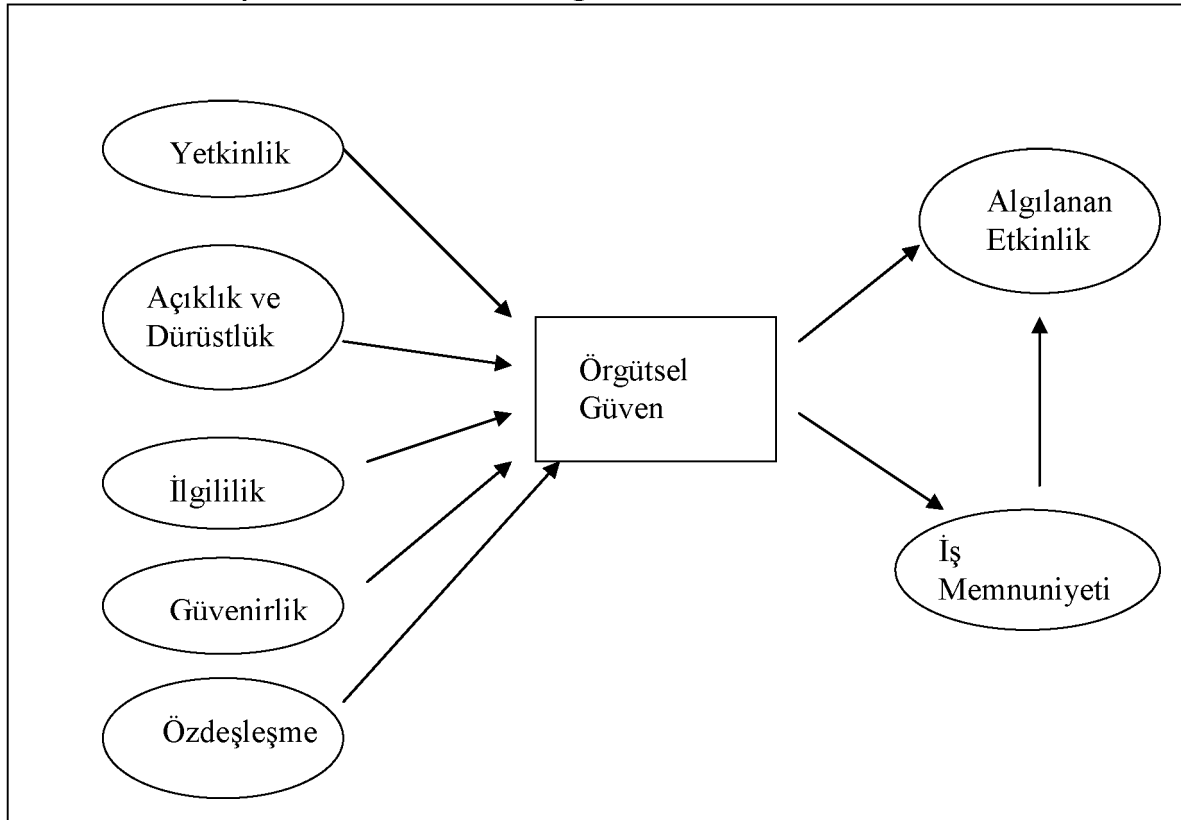 Yetkinlik
Açıklık ve
Dürüstlük
İlgililik
Güvenirlik
Özdeşleşme
Örgütsel
Güven
Algılanan
Etkinlik
İş
Memnuniyeti